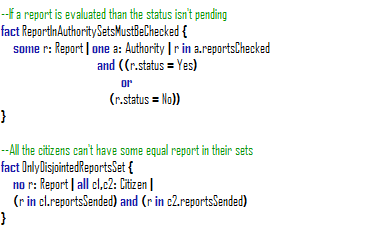 --If a report is evaluated than the status isn't pending
fact ReportInAuthoritySetsMustBeChecked {
some r: Report | one a: Authority | r in a.reportsChecked
and ((r.status = Yes)
or
(r.status = No))
}
--All the citizens can't have some equal report in their sets
fact OnlyDisjointedReportsSet {
no r: Report | all c1,c2: Citizen |
(r in c1.reportsSended) and (r in c2.reportsSended)
}